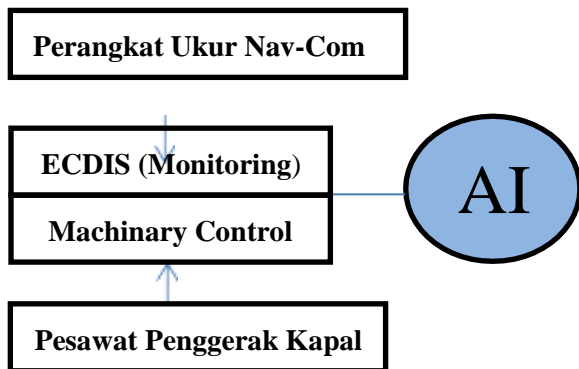 Perangkat Ukur Nav-Com
ECDIS (Monitoring)
AI
Machinary Control
Pesawat Penggerak Kapal